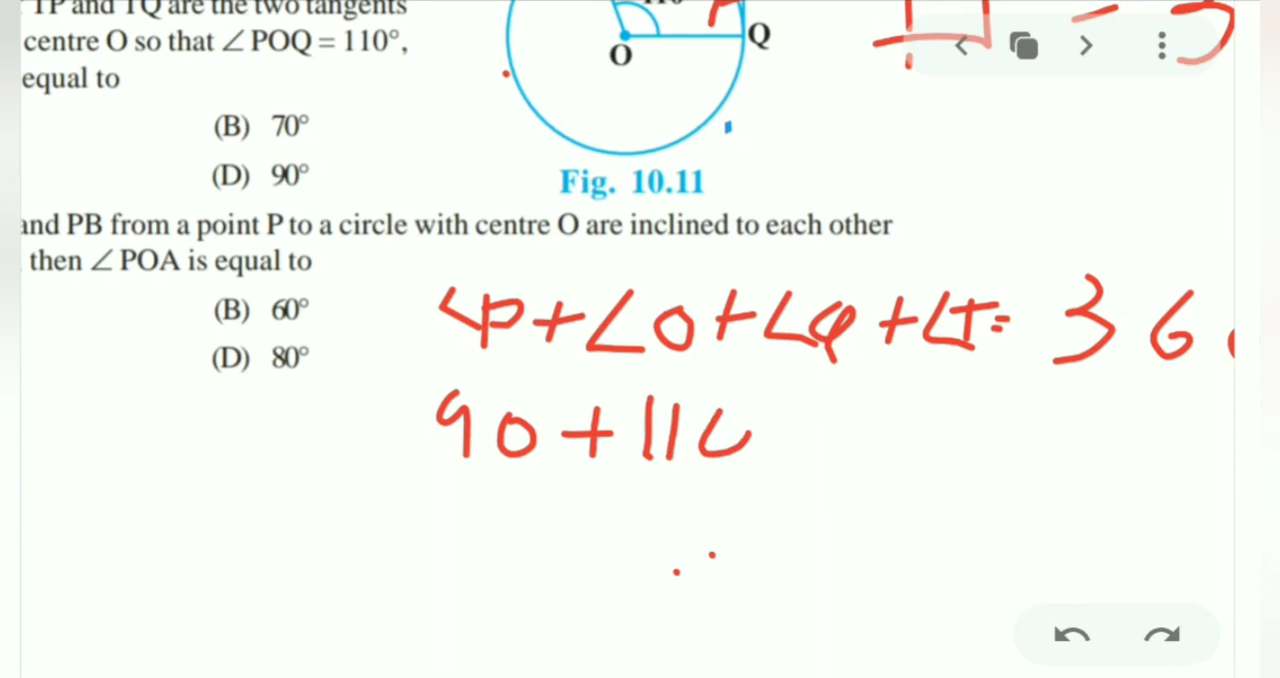 TP and TQ are the two tangents
centre O so that ∠POQ = 110°,
equal to
(B) 70°
(D) 90°
O
Q
Fig. 10.11
and PB from a point P to a circle with centre O are inclined to each other
then ∠POA is equal to
(B) 60°
(D) 80°
∠P+∠O+∠Q+∠T= 36
90+110